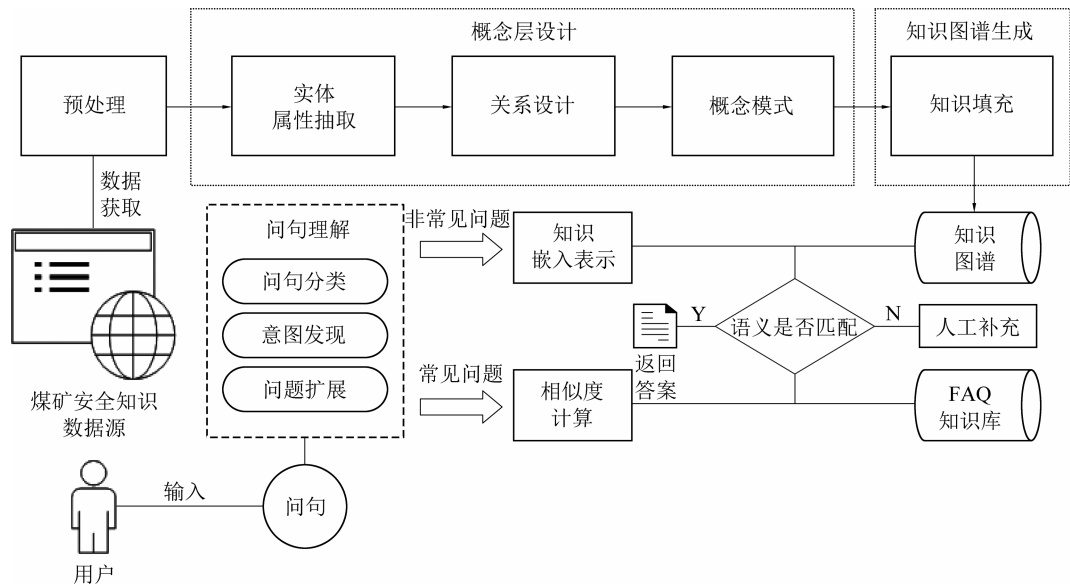 概念层设计
知识图谱生成
预处理
实体
属性抽取
关系设计
概念模式
知识填充
数据
获取
问句理解
问句分类
意图发现
问题扩展
非常见问题
知识
嵌入表示
知识
图谱
Y
语义是否匹配
N
人工补充
返回
答案
常见问题
相似度
计算
FAQ
知识库
煤矿安全知识
数据源
输入
问句
用户